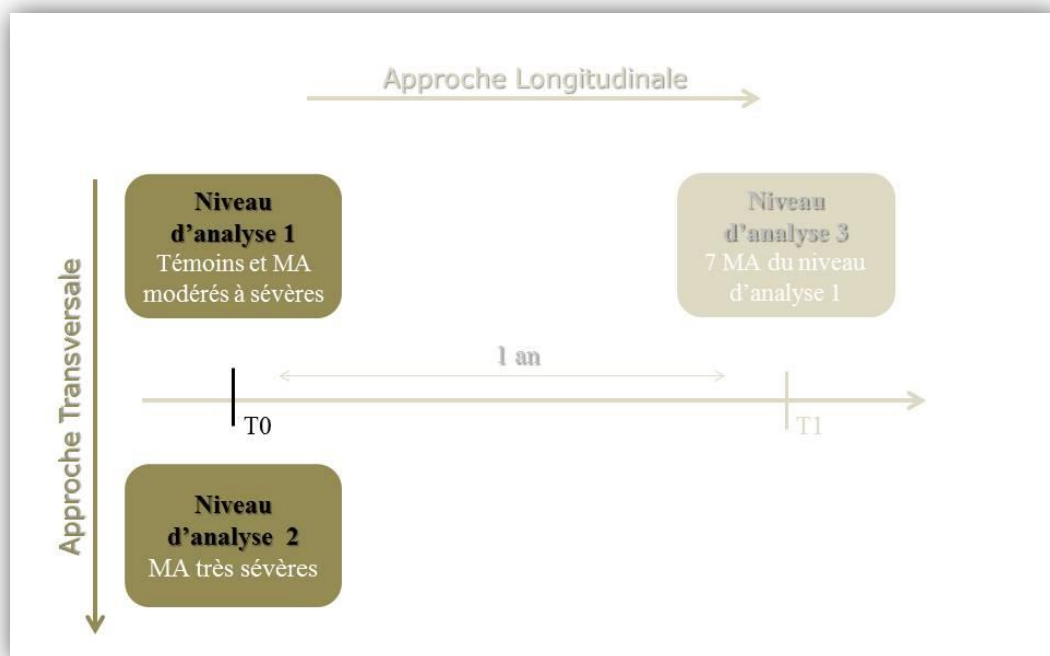 Approche Longitudinale
Approche Transversale
Niveau
d'analyse 1
Témoins et MA
modérés à sévères
Niveau
d'analyse 3
7 MA du niveau
d'analyse 1
1 an
T0
T1
Niveau
d'analyse 2
MA très sévères